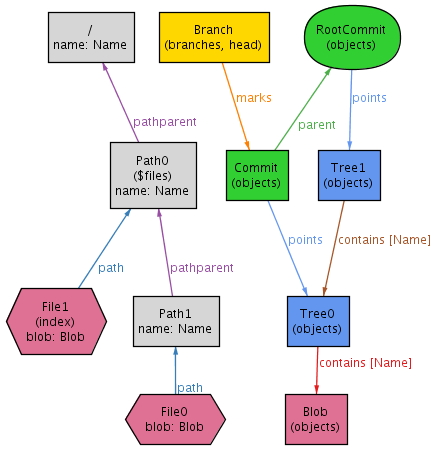 /
name: Name
Branch
(branches, head)
RootCommit
(objects)
marks
points
pathparent
parent
Path0
($files)
name: Name
Commit
(objects)
Tree1
(objects)
path
pathparent
points
contains [Name]
File1
(index)
blob: Blob
Path1
name: Name
Tree0
(objects)
path
contains [Name]
File0
blob: Blob
Blob
(objects)